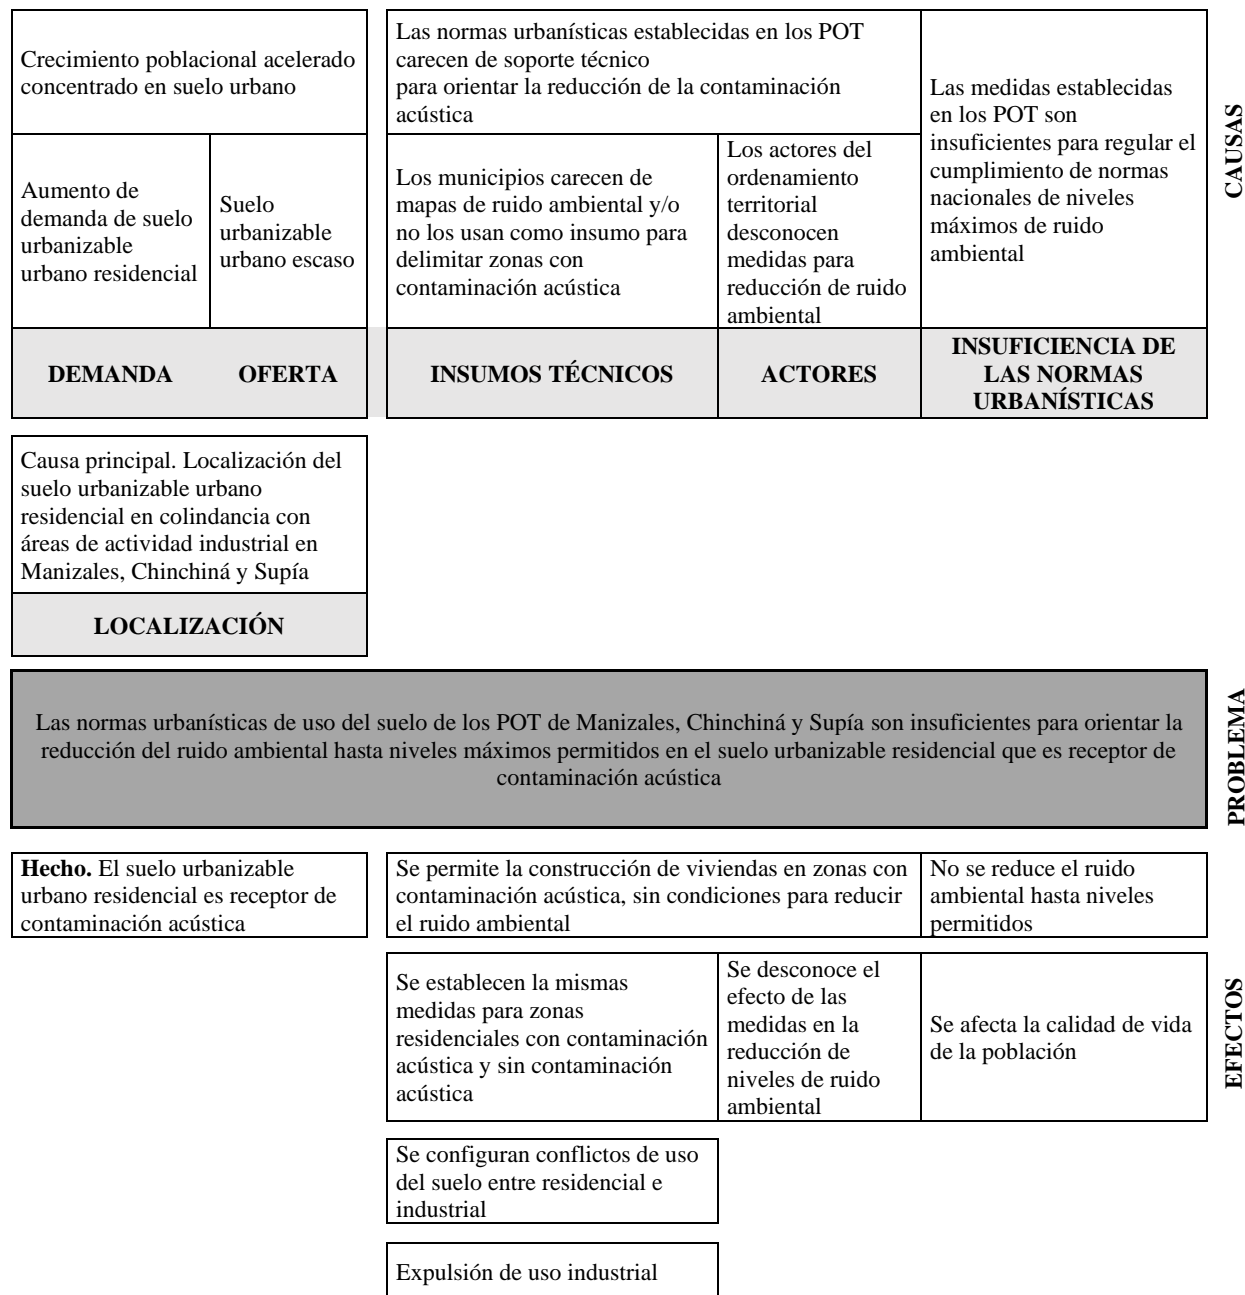 Crecimiento poblacional acelerado
concentrado en suelo urbano
Las normas urbanísticas establecidas en los POT
carecen de soporte técnico
para orientar la reducción de la contaminación
acústica
Las medidas establecidas
en los POT son
insuficientes para regular el
cumplimiento de normas
nacionales de niveles
máximos de ruido
ambiental
CAUSAS
Aumento de
demanda de suelo
urbanizable
urbano residencial
Suelo
urbanizable
urbano escaso
Los municipios carecen de
mapas de ruido ambiental y/o
no los usan como insumo para
delimitar zonas con
contaminación acústica
Los actores del
ordenamiento
territorial
desconocen
medidas para
reducción de ruido
ambiental
DEMANDA
OFERTA
INSUMOS TÉCNICOS
ACTORES
INSUFICIENCIA DE
LAS NORMAS
URBANÍSTICAS
Causa principal. Localización del
suelo urbanizable urbano
residencial en colindancia con
áreas de actividad industrial en
Manizales, Chinchiná y Supía
LOCALIZACIÓN
Las normas urbanísticas de uso del suelo de los POT de Manizales, Chinchiná y Supía son insuficientes para orientar la
reducción del ruido ambiental hasta niveles máximos permitidos en el suelo urbanizable residencial que es receptor de
contaminación acústica
PROBLEMA
Hecho. El suelo urbanizable
urbano residencial es receptor de
contaminación acústica
Se permite la construcción de viviendas en zonas con
contaminación acústica, sin condiciones para reducir
el ruido ambiental
No se reduce el ruido
ambiental hasta niveles
permitidos
Se establecen la mismas
medidas para zonas
residenciales con contaminación
acústica y sin contaminación
acústica
Se desconoce el
efecto de las
medidas en la
reducción de
niveles de ruido
ambiental
Se afecta la calidad de vida
de la población
EFECTOS
Se configuran conflictos de uso
del suelo entre residencial e
industrial
Expulsión de uso industrial